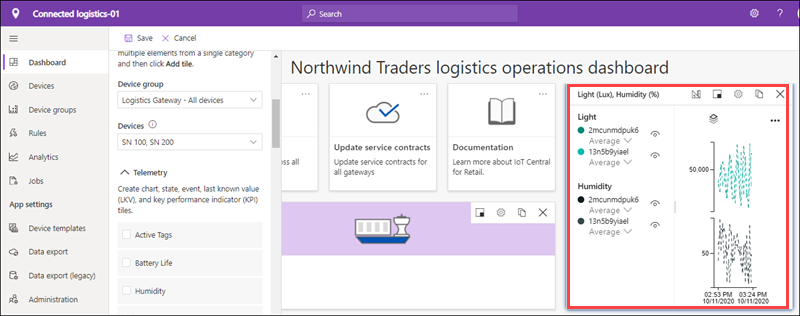 Connected logistics-01
Search
Save
Cancel
Dashboard
Devices
Device groups
Rules
Analytics
Jobs
App settings
Device templates
Data export
Data export (legacy)
Administration
multiple elements from a single category
and then click Add tile.
Device group
Logistics Gateway - All devices
Devices
SN 100, SN 200
Telemetry
Create chart, state, event, last known value
(LKV), and key performance indicator (KPI)
tiles.
Active Tags
Battery Life
Humidity
Northwind Traders logistics operations dashboard
oss all
Update service contracts
Update service contracts for
all gateways
Documentation
Learn more about IoT Central
for Retail.
Light (Lux), Humidity (%)
Light
2mcunmdpuk6
Average
13n5b9yiael
Average
Humidity
2mcunmdpuk6
Average
13n5b9yiael
Average
50,000
50
02:53 PM 03:24 PM
10/11/2020 10/11/2020